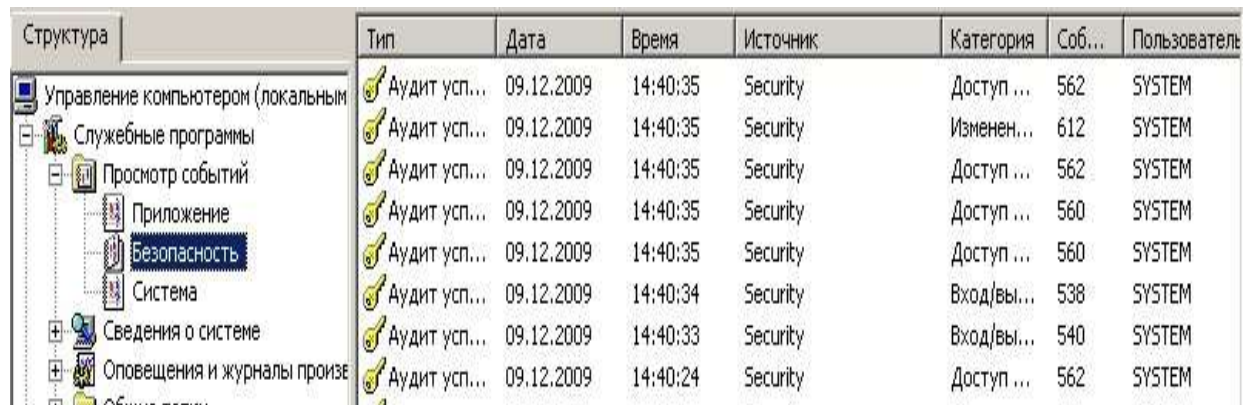 Структура
Управление компьютером (локальным
Служебные программы
Просмотр событий
Приложение
Безопасность
Система
Сведения о системе
Оповещения и журналы произв
Общие папки
Тип Дата Время Источник Категория Соб... Пользователь
Аудит усп... 09.12.2009 14:40:35 Security Доступ ... 562 SYSTEM
Аудит усп... 09.12.2009 14:40:35 Security Изменен... 612 SYSTEM
Аудит усп... 09.12.2009 14:40:35 Security Доступ ... 562 SYSTEM
Аудит усп... 09.12.2009 14:40:35 Security Доступ ... 560 SYSTEM
Аудит усп... 09.12.2009 14:40:35 Security Доступ ... 560 SYSTEM
Аудит усп... 09.12.2009 14:40:34 Security Вход/вы... 538 SYSTEM
Аудит усп... 09.12.2009 14:40:33 Security Вход/вы... 540 SYSTEM
Аудит усп... 09.12.2009 14:40:24 Security Доступ ... 562 SYSTEM